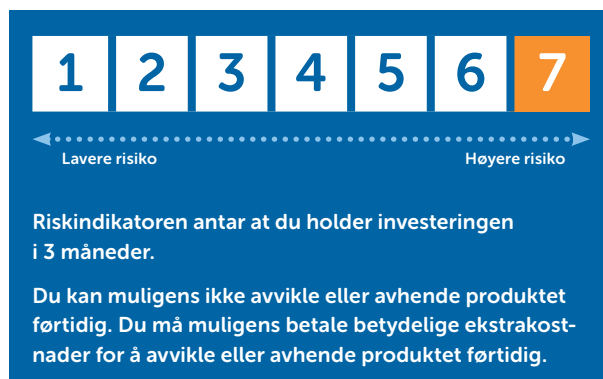 1 2 3 4 5 6 7
Lavere risiko Høyere risiko
Riskindikatoren antar at du holder investeringen
i 3 måneder.
Du kan muligens ikke avvikle eller avhende produktet
førtidig. Du må muligens betale betydelige ekstrakost-
nader for å avvikle eller avhende produktet førtidig.